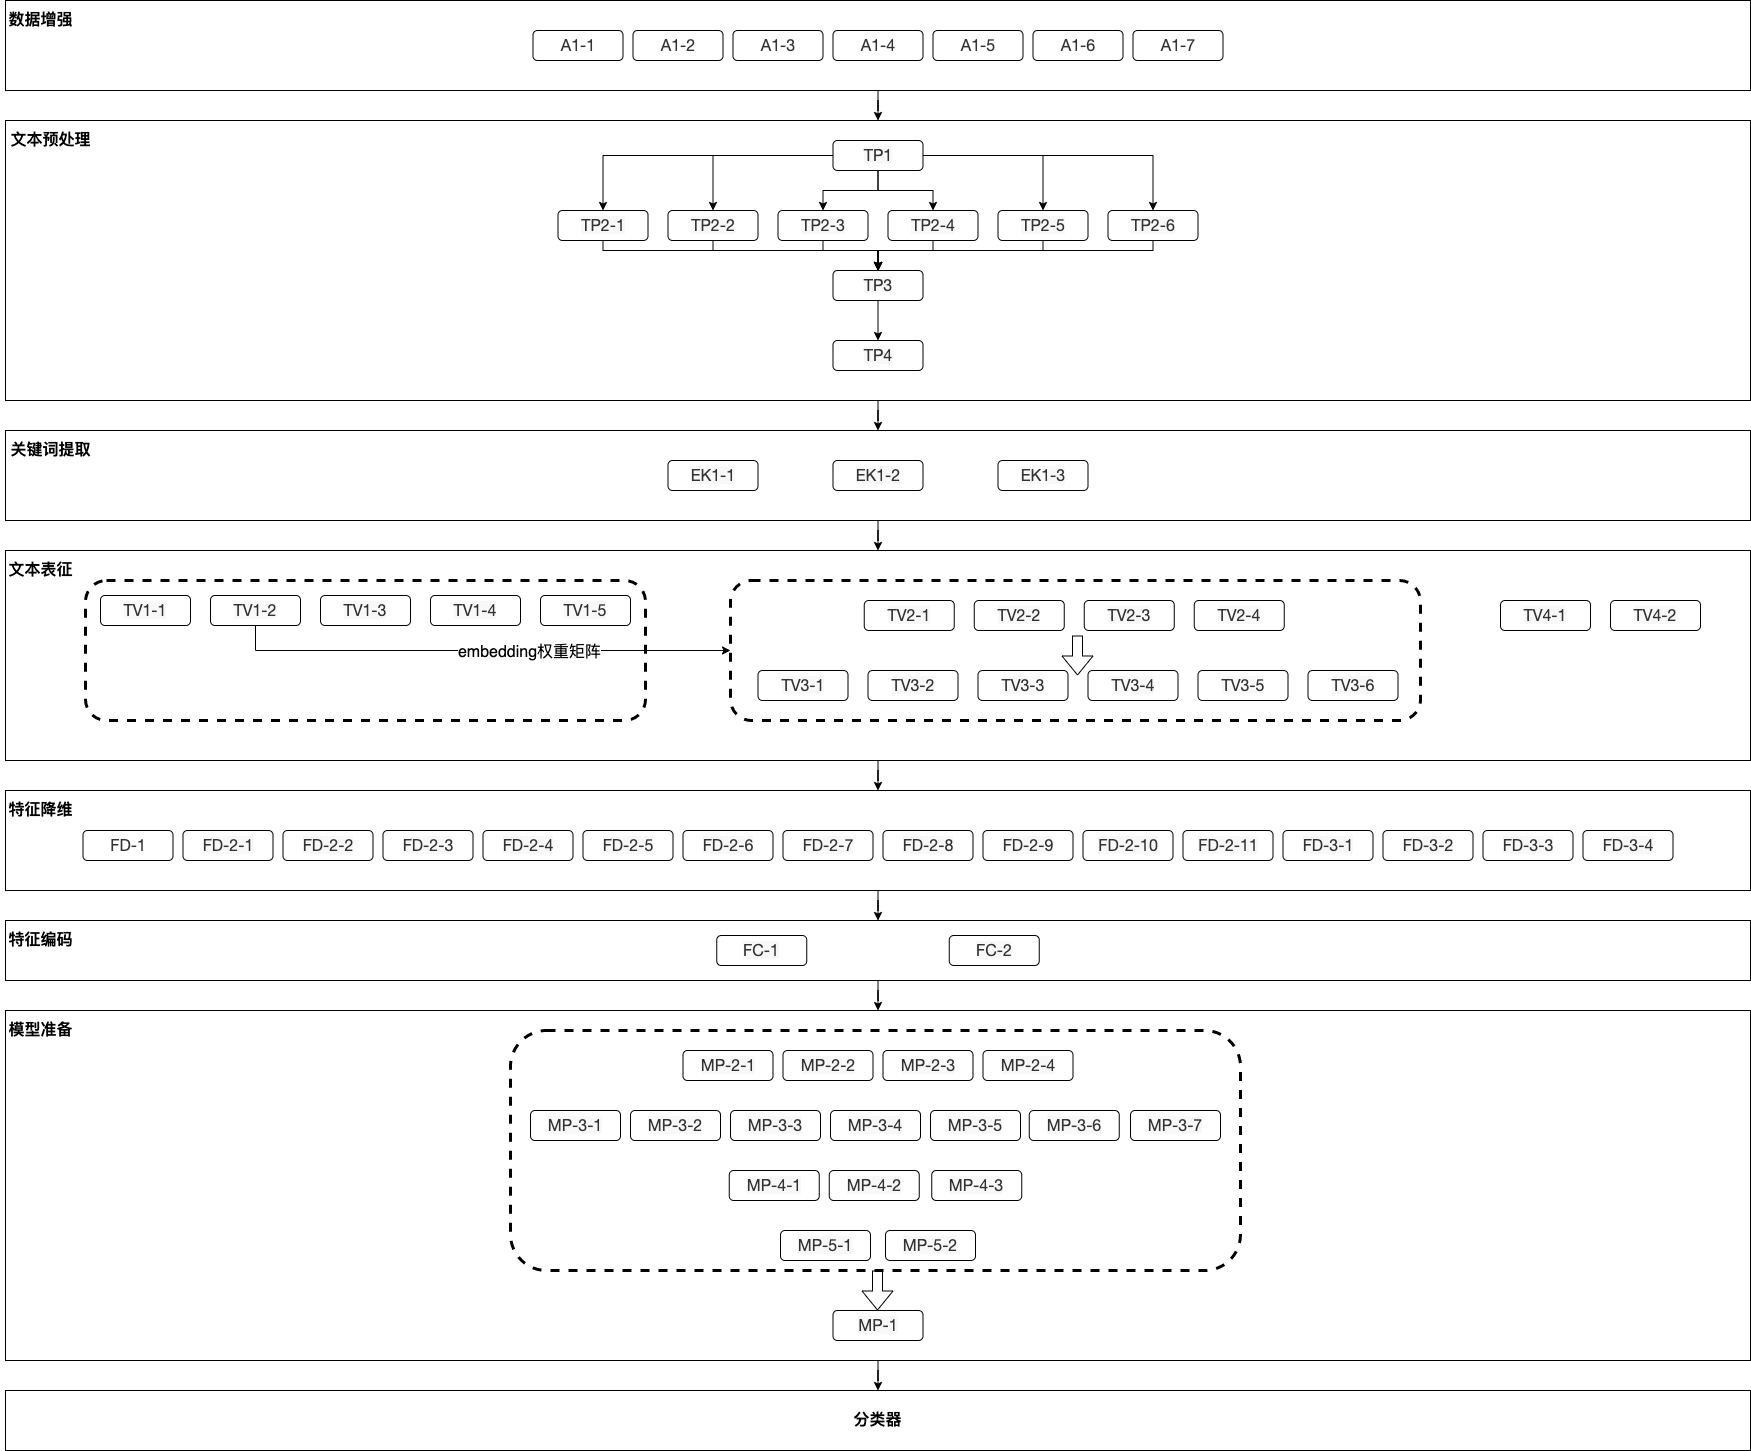 数据增强
A1-1 A1-2 A1-3 A1-4 A1-5 A1-6 A1-7
文本预处理
TP1
TP2-1 TP2-2 TP2-3 TP2-4 TP2-5 TP2-6
TP3
TP4
关键词提取
EK1-1 EK1-2 EK1-3
文本表征
TV1-1 TV1-2 TV1-3 TV1-4 TV1-5
embedding权重矩阵
TV2-1 TV2-2 TV2-3 TV2-4
TV3-1 TV3-2 TV3-3 TV3-4 TV3-5 TV3-6
TV4-1 TV4-2
特征降维
FD-1 FD-2-1 FD-2-2 FD-2-3 FD-2-4 FD-2-5 FD-2-6 FD-2-7 FD-2-8 FD-2-9 FD-2-10 FD-2-11 FD-3-1 FD-3-2 FD-3-3 FD-3-4
特征编码
FC-1 FC-2
模型准备
MP-2-1 MP-2-2 MP-2-3 MP-2-4
MP-3-1 MP-3-2 MP-3-3 MP-3-4 MP-3-5 MP-3-6 MP-3-7
MP-4-1 MP-4-2 MP-4-3
MP-5-1 MP-5-2
MP-1
分类器